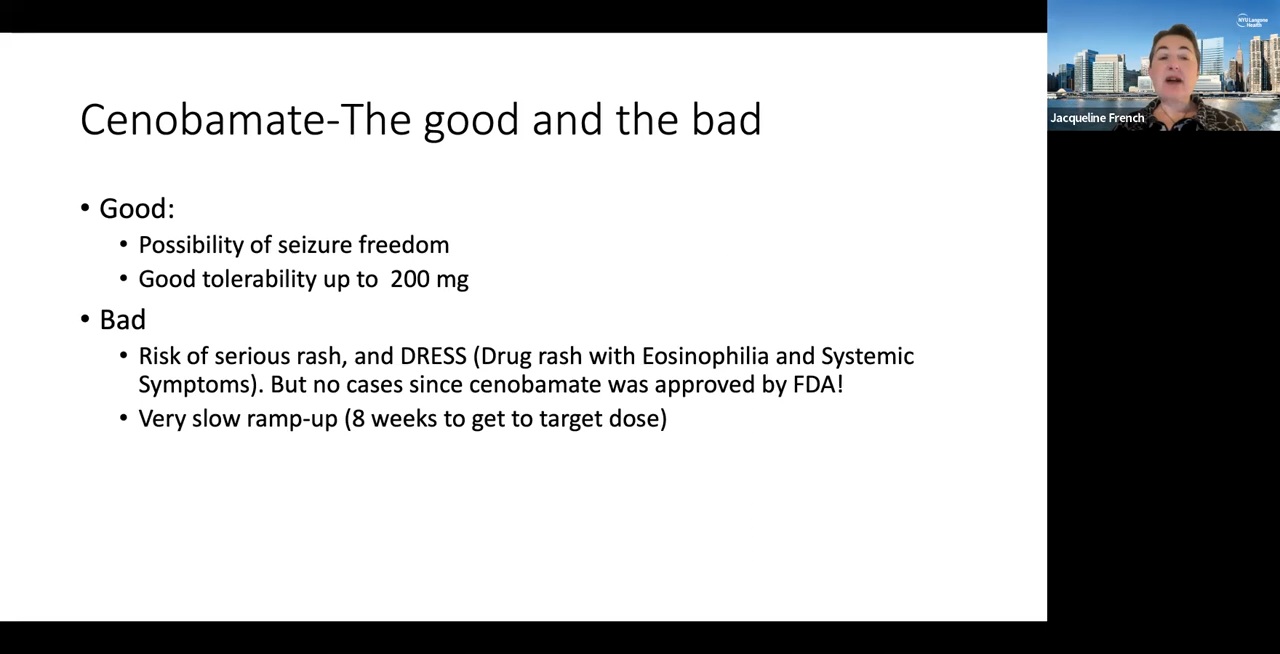 Cenobamate-The good and the bad
• Good:
• Possibility of seizure freedom
• Good tolerability up to  200 mg
• Bad
• Risk of serious rash, and DRESS (Drug rash with Eosinophilia and Systemic
Symptoms). But no cases since cenobamate was approved by FDA!
• Very slow ramp-up (8 weeks to get to target dose)
NYU Langone
Health
Jacqueline French